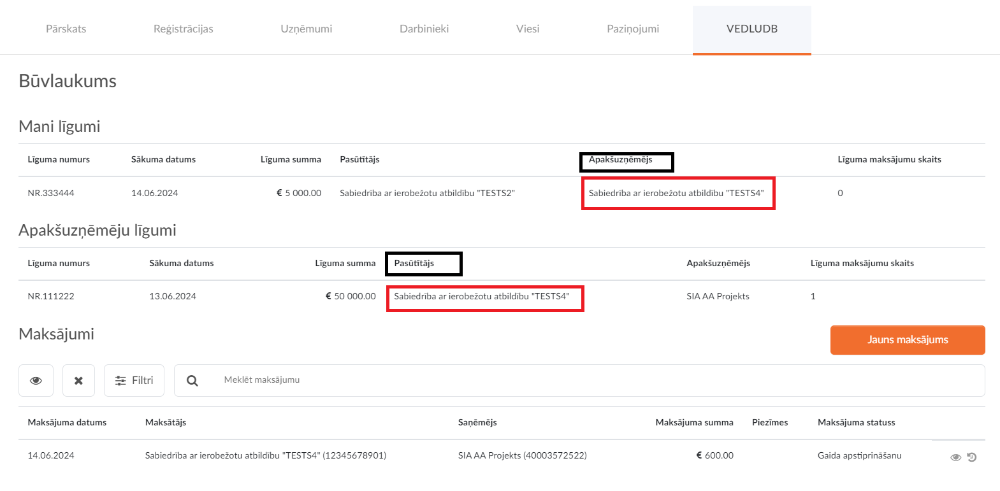 Pārskats Reģistrācijas Uzņēmumi Darbinieki Viesi Paziņojumi VEDLUDB
Būvlaukums
Mani līgumi
Līguma numurs Sākuma datums Līguma summa Pasūtītājs Apakšuzņēmējs Līguma maksājumu skaits
NR.333444 14.06.2024 € 5 000.00 Sabiedrība ar ierobežotu atbildību "TESTS2" Sabiedrība ar ierobežotu atbildību "TESTS4" 0
Apakšuzņēmēju līgumi
Līguma numurs Sākuma datums Līguma summa Pasūtītājs Apakšuzņēmējs Līguma maksājumu skaits
NR.111222 13.06.2024 € 50 000.00 Sabiedrība ar ierobežotu atbildību "TESTS4" SIA AA Projekts 1
Maksājumi
Jauns maksājums
Filtri Meklēt maksājumu
Maksājuma datums Maksātājs Saņēmējs Maksājuma summa Piezīmes Maksājuma statuss
14.06.2024 Sabiedrība ar ierobežotu atbildību "TESTS4" (12345678901) SIA AA Projekts (40003572522) € 600.00 Gaida apstiprināšanu